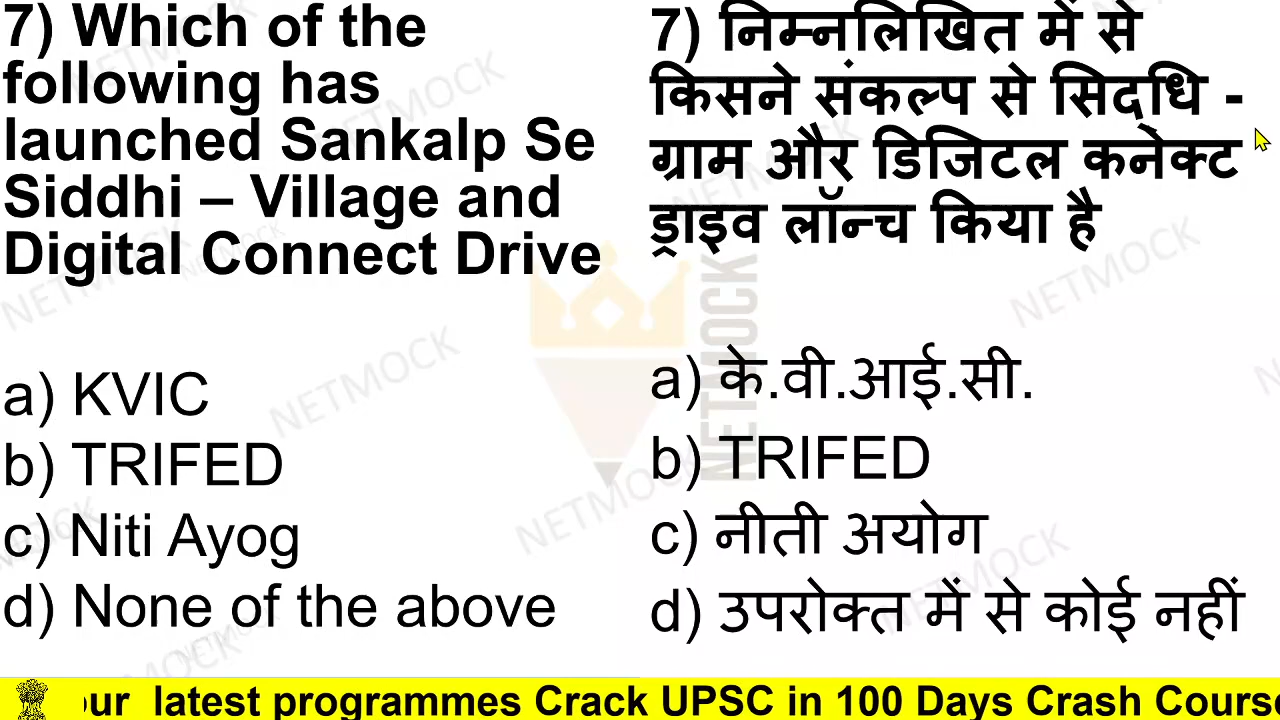 7) Which of the
following has
launched Sankalp Se
Siddhi – Village and
Digital Connect Drive
a) KVIC
b) TRIFED
c) Niti Ayog
d) None of the above
7) निम्नलिखित में से
किसने संकल्प से सिद्धि -
ग्राम और डिजिटल कनेक्ट
ड्राइव लॉन्च किया है
a) के.वी.आई.सी.
b) TRIFED
c) नीती अयोग
d) उपरोक्त में से कोई नहीं
NETMOCK
latest programmes Crack UPSC in 100 Days Crash